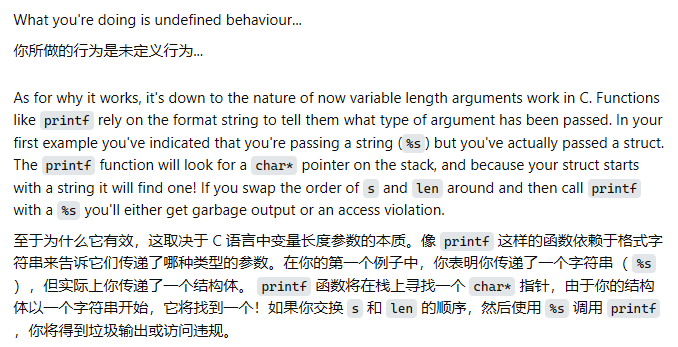 What you're doing is undefined behaviour...
你所做的行为是未定义行为...
As for why it works, it's down to the nature of now variable length arguments work in C. Functions
like printf rely on the format string to tell them what type of argument has been passed. In your
first example you've indicated that you're passing a string (%s) but you've actually passed a struct.
The printf function will look for a char* pointer on the stack, and because your struct starts
with a string it will find one! If you swap the order of s and len around and then call printf
with a %s you'll either get garbage output or an access violation.
至于为什么它有效，这取决于 C 语言中变量长度参数的本质。像 printf 这样的函数依赖于格式字
符串来告诉它们传递了哪种类型的参数。在你的第一个例子中，你表明你传递了一个字符串（ %s
），但实际上你传递了一个结构体。 printf 函数将在栈上寻找一个 char* 指针，由于你的结构
体以一个字符串开始，它将找到一个！如果你交换 s 和 len 的顺序，然后使用 %s 调用 printf
，你将得到垃圾输出或访问违规。